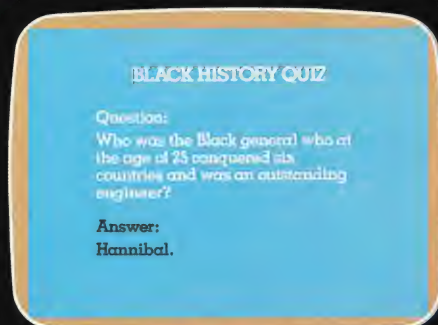 BLACK HISTORY QUIZ
Question:
Who was the Black general who at
the age of 25 conquered six
countries and was an outstanding
engineer?
Answer:
Hannibal.